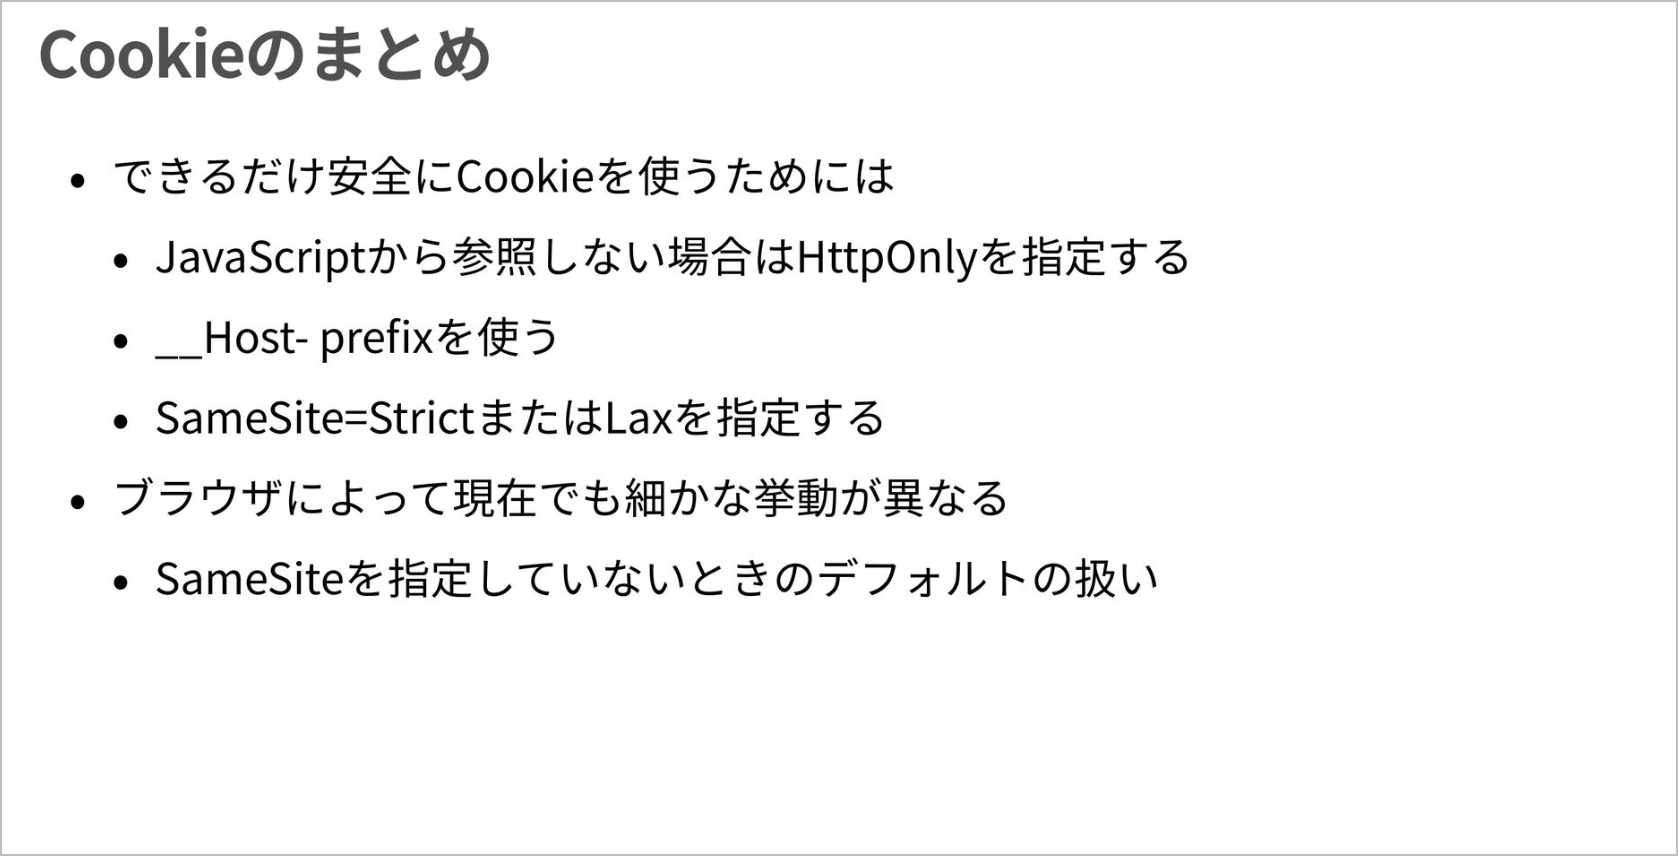 Cookieのまとめ
• できるだけ安全にCookieを使うためには
• JavaScriptから参照しない場合はHttpOnlyを指定する
• __Host- prefixを使う
• SameSite=StrictまたはLaxを指定する
• ブラウザによって現在でも細かな挙動が異なる
• SameSiteを指定していないときのデフォルトの扱い